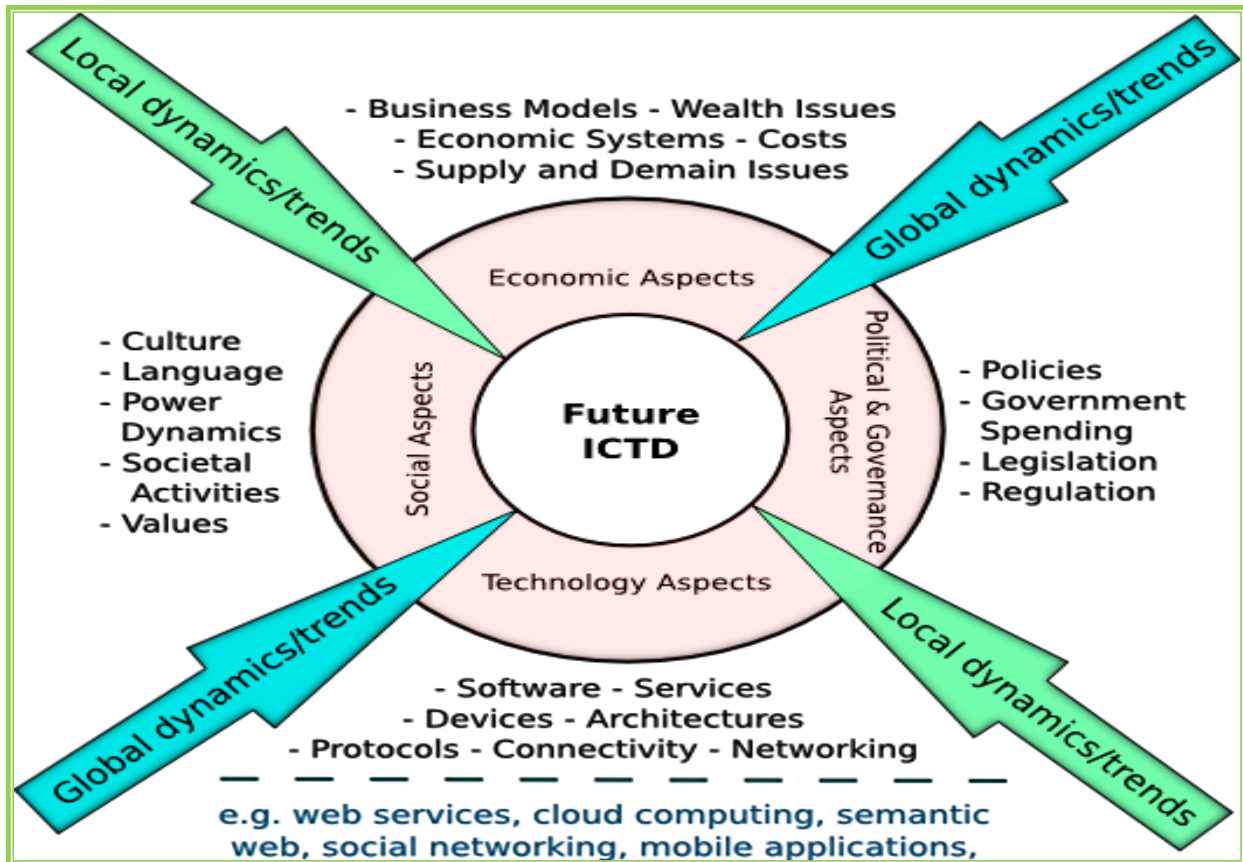 Local dynamics/trends
Global dynamics/trends
- Business Models - Wealth Issues
- Economic Systems - Costs
- Supply and Demain Issues
Economic Aspects
- Culture
- Language
- Power
Dynamics
- Societal
Activities
- Values
Social Aspects
Future
ICTD
Political & Governance
Aspects
- Policies
- Government
Spending
- Legislation
- Regulation
Technology Aspects
Global dynamics/trends
Local dynamics/trends
- Software - Services
- Devices - Architectures
- Protocols - Connectivity - Networking
e.g. web services, cloud computing, semantic
web, social networking, mobile applications,